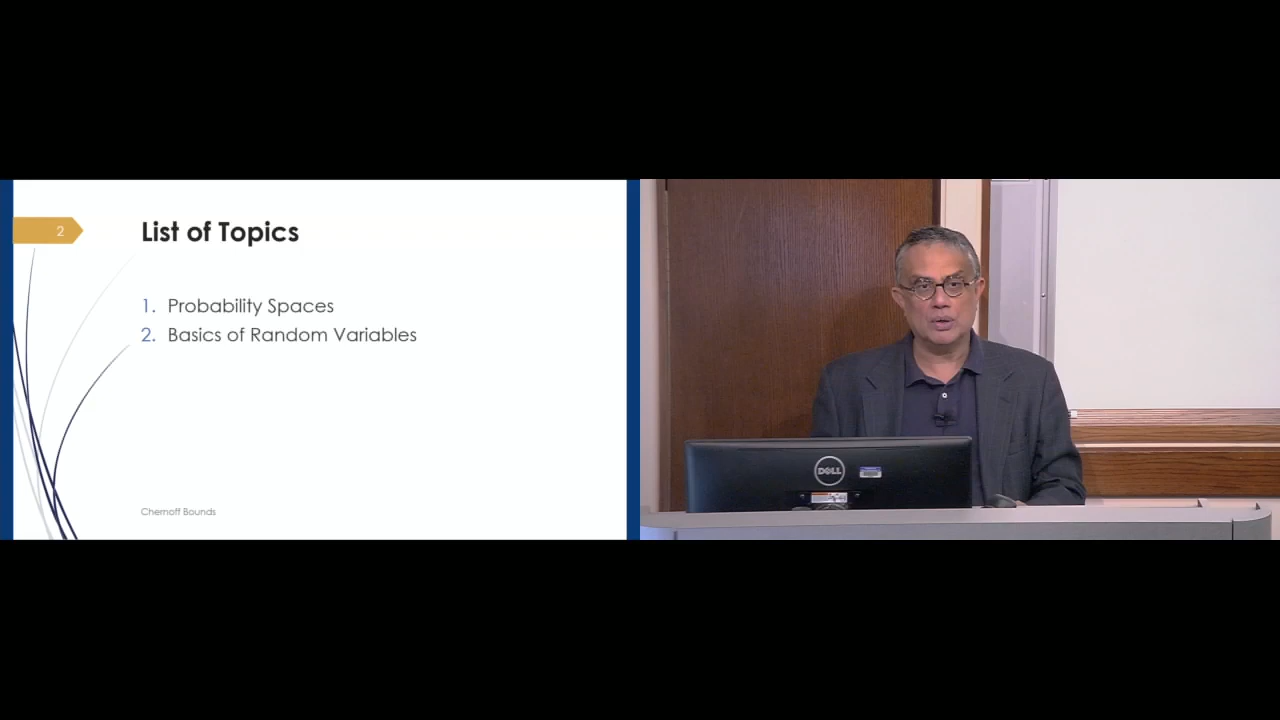 2
List of Topics
1. Probability Spaces
2. Basics of Random Variables
Chernoff Bounds
DELL